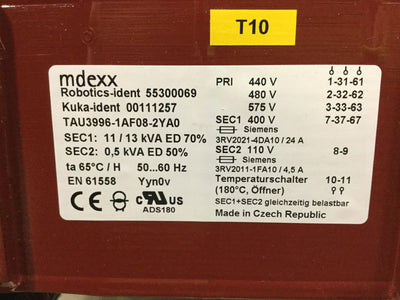 T10
mdexx
Robotics-ident 55300069
Kuka-ident 00111257
TAU3996-1AF08-2YA0
SEC1: 11 / 13 kVA ED 70%
SEC2: 0,5 kVA ED 50%
ta 65°C / H 50...60 Hz
EN 61558 Yyn0v
CE EAC c RU US
ADS180
PRI 440 V 1-31-61
480 V 2-32-62
575 V 3-33-63
SEC1 400 V 7-37-67
Siemens
3RV2021-4DA10 / 24 A
SEC2 110 V 8-9
Siemens
3RV2011-1FA10 / 4,5 A
Temperaturschalter 10-11
(180°C, Öffner)
SEC1+SEC2 gleichzeitig belastbar
Made in Czech Republic